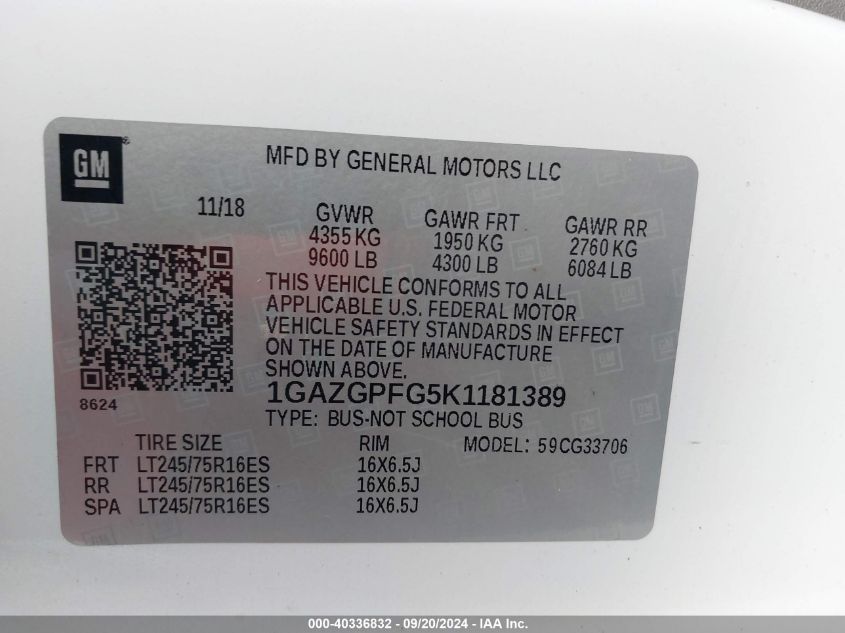 GM
MFD BY GENERAL MOTORS LLC
11/18 GVWR GAWR FRT GAWR RR
4355 KG 1950 KG 2760 KG
9600 LB 4300 LB 6084 LB
THIS VEHICLE CONFORMS TO ALL
APPLICABLE U.S. FEDERAL MOTOR
VEHICLE SAFETY STANDARDS IN EFFECT
ON THE DATE OF MANUFACTURE
SHOWN ABOVE.
8624
1GAZGPFG5K1181389
TYPE: BUS-NOT SCHOOL BUS
TIRE SIZE RIM MODEL: 59CG33706
FRT LT245/75R16ES 16X6.5J
RR LT245/75R16ES 16X6.5J
SPA LT245/75R16ES 16X6.5J
000-40336832 - 09/20/2024 - IAA Inc.